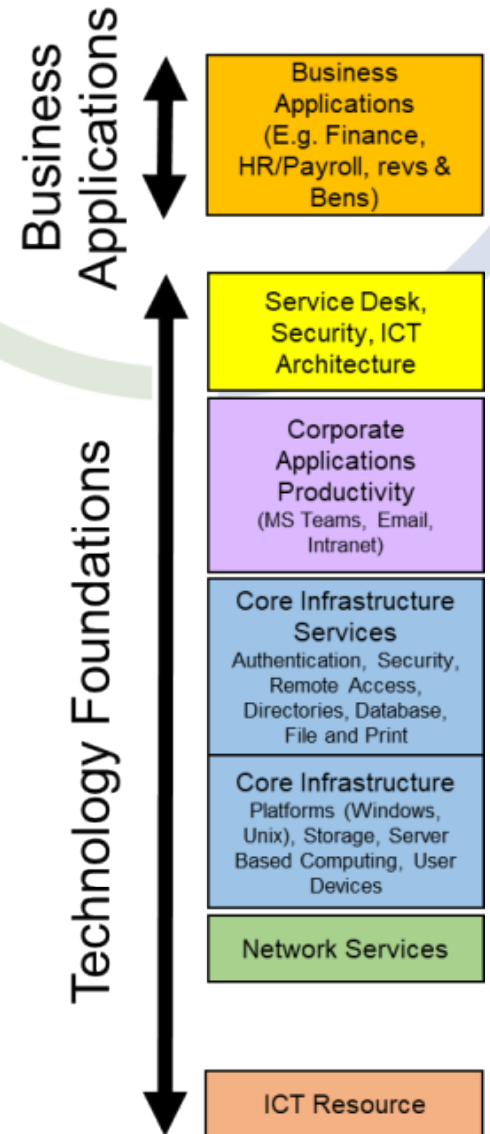 Business
Applications
Business
Applications
(E.g. Finance,
HR/Payroll, revs &
Bens)
Technology Foundations
Service Desk,
Security, ICT
Architecture
Corporate
Applications
Productivity
(MS Teams, Email,
Intranet)
Core Infrastructure
Services
Authentication, Security,
Remote Access,
Directories, Database,
File and Print
Core Infrastructure
Platforms (Windows,
Unix), Storage, Server
Based Computing, User
Devices
Network Services
ICT Resource